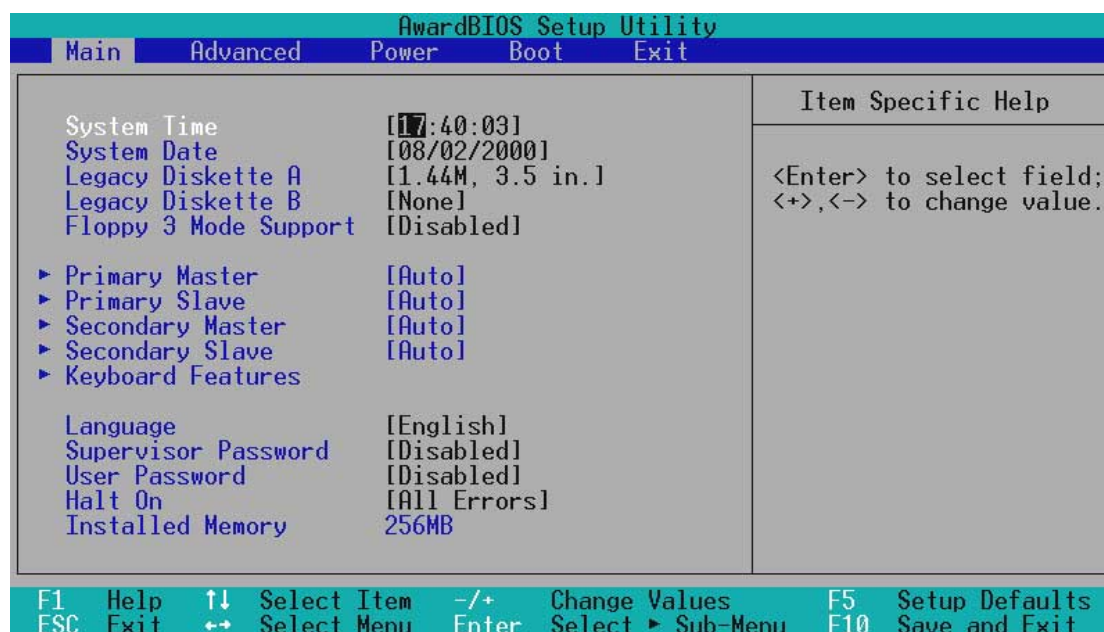 AwardBIOS Setup Utility
Main Advanced Power Boot Exit
System Time [17:40:03]
System Date [08/02/2000]
Legacy Diskette A [1.44M, 3.5 in.]
Legacy Diskette B [None]
Floppy 3 Mode Support [Disabled]
▶ Primary Master [Auto]
▶ Primary Slave [Auto]
▶ Secondary Master [Auto]
▶ Secondary Slave [Auto]
▶ Keyboard Features
Language [English]
Supervisor Password [Disabled]
User Password [Disabled]
Halt On [All Errors]
Installed Memory 256MB
Item Specific Help
<Enter> to select field;
<+>,<-> to change value.
F1 Help ↑↓ Select Item -/+ Change Values F5 Setup Defaults
ESC Exit ←→ Select Menu Enter Select ▶ Sub-Menu F10 Save and Exit